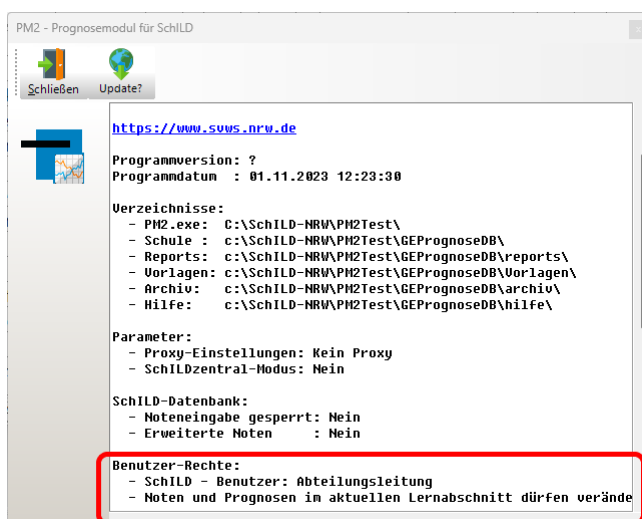 PM2 - Prognosemodul für SchILD
Schließen Update?
https://www.svws.nrw.de
Programmversion: ?
Programmdatum : 01.11.2023 12:23:30
Verzeichnisse:
- PM2.exe: C:\SchILD-NRW\PM2Test\
- Schule : c:\SchILD-NRW\PM2Test\GEPrognoseDB\
- Reports: c:\SchILD-NRW\PM2Test\GEPrognoseDB\reports\
- Vorlagen: c:\SchILD-NRW\PM2Test\GEPrognoseDB\Vorlagen\
- Archiv: c:\SchILD-NRW\PM2Test\GEPrognoseDB\archiv\
- Hilfe: c:\SchILD-NRW\PM2Test\GEPrognoseDB\hilfe\
Parameter:
- Proxy-Einstellungen: Kein Proxy
- SchILDzentral-Modus: Nein
SchILD-Datenbank:
- Noteneingabe gesperrt: Nein
- Erweiterte Noten : Nein
Benutzer-Rechte:
- SchILD - Benutzer: Abteilungsleitung
- Noten und Prognosen im aktuellen Lernabschnitt dürfen verände